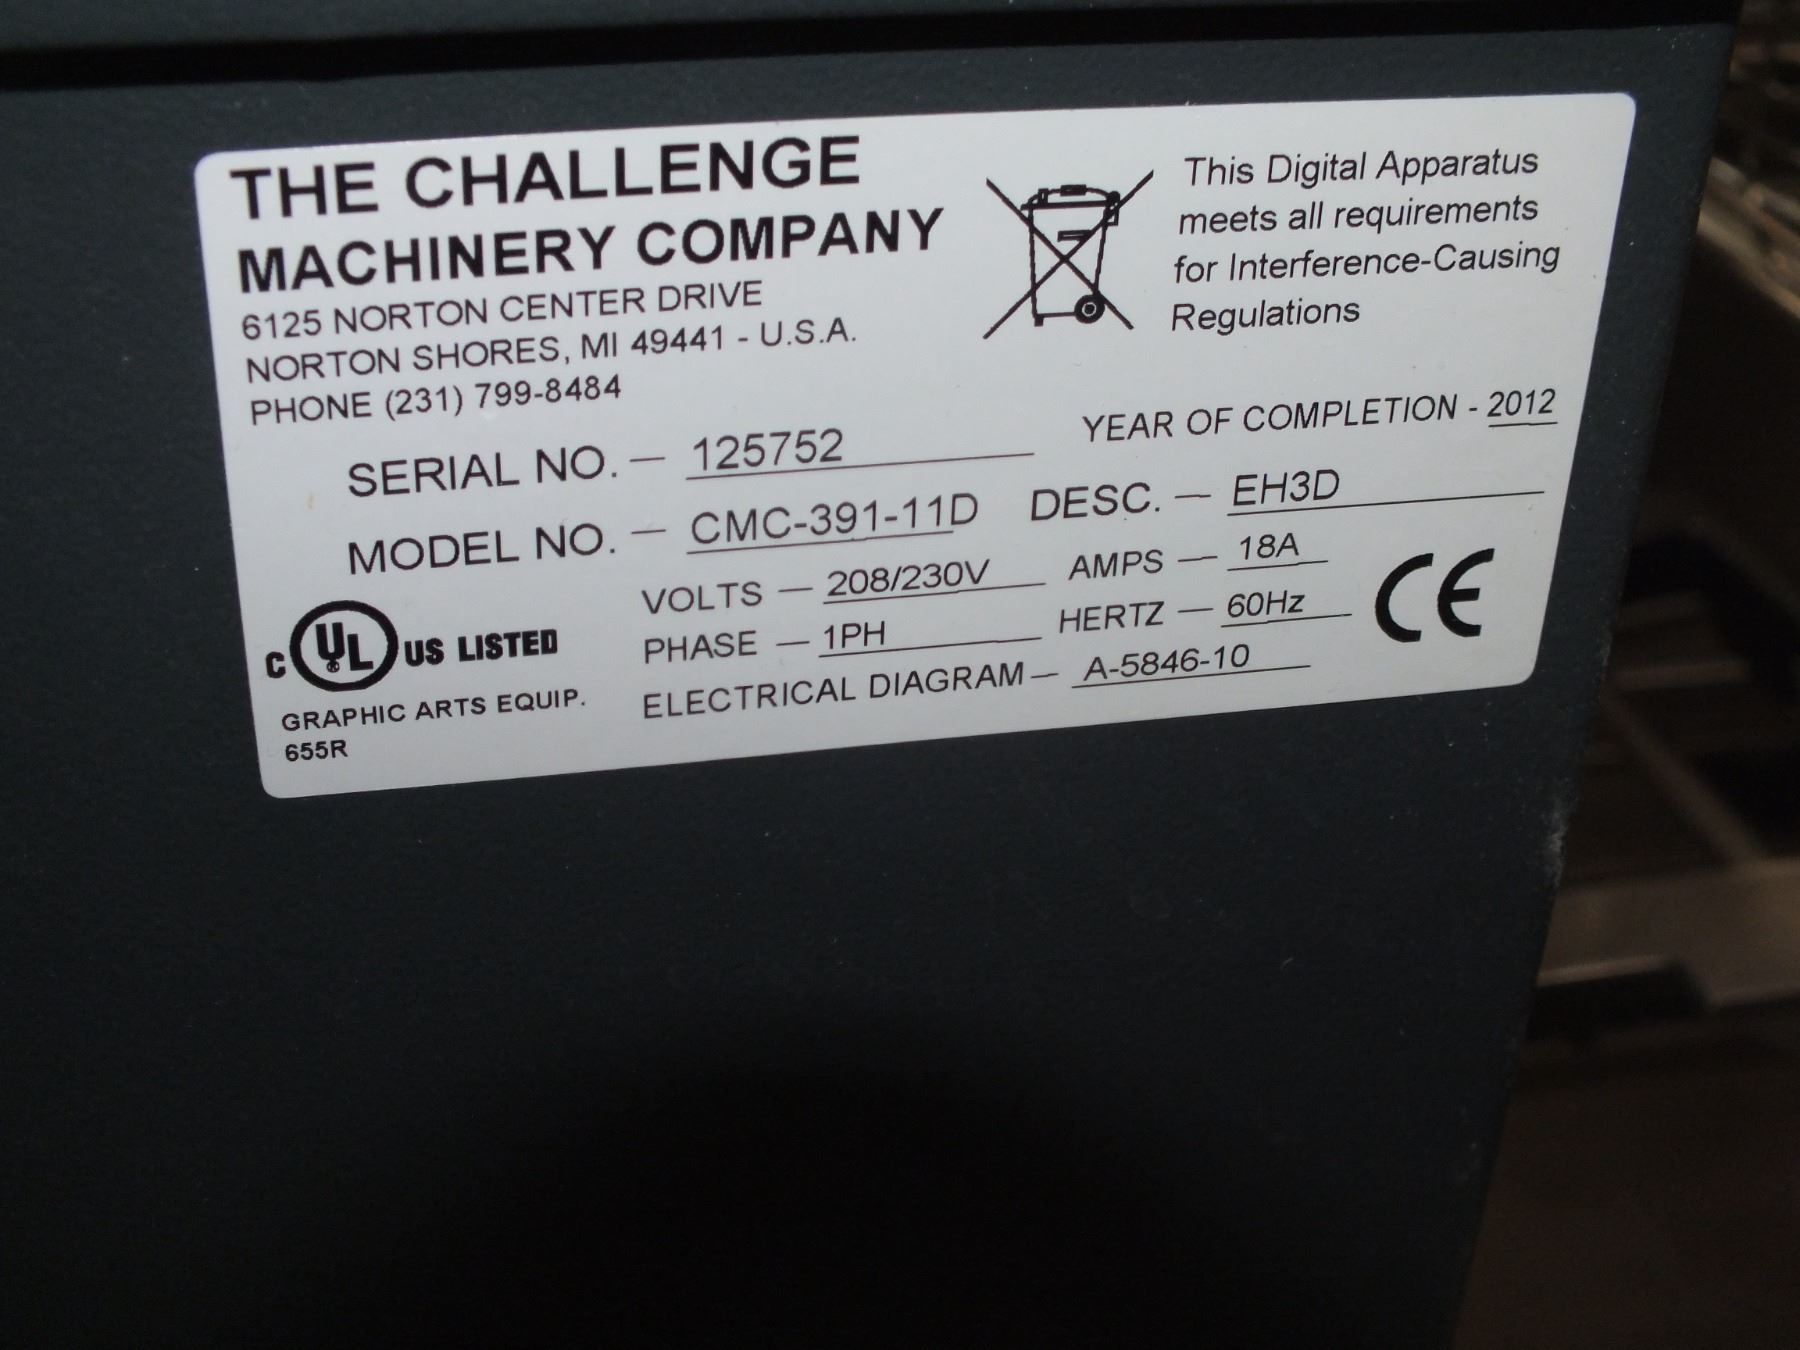 THE CHALLENGE
MACHINERY COMPANY
6125 NORTON CENTER DRIVE
NORTON SHORES, MI 49441 - U.S.A.
PHONE (231) 799-8484
This Digital Apparatus
meets all requirements
for Interference-Causing
Regulations
SERIAL NO. — 125752 YEAR OF COMPLETION - 2012
MODEL NO. — CMC-391-11D DESC. — EH3D
VOLTS — 208/230V AMPS — 18A
PHASE — 1PH HERTZ — 60Hz
ELECTRICAL DIAGRAM — A-5846-10
CE
C UL ® US LISTED
GRAPHIC ARTS EQUIP.
655R